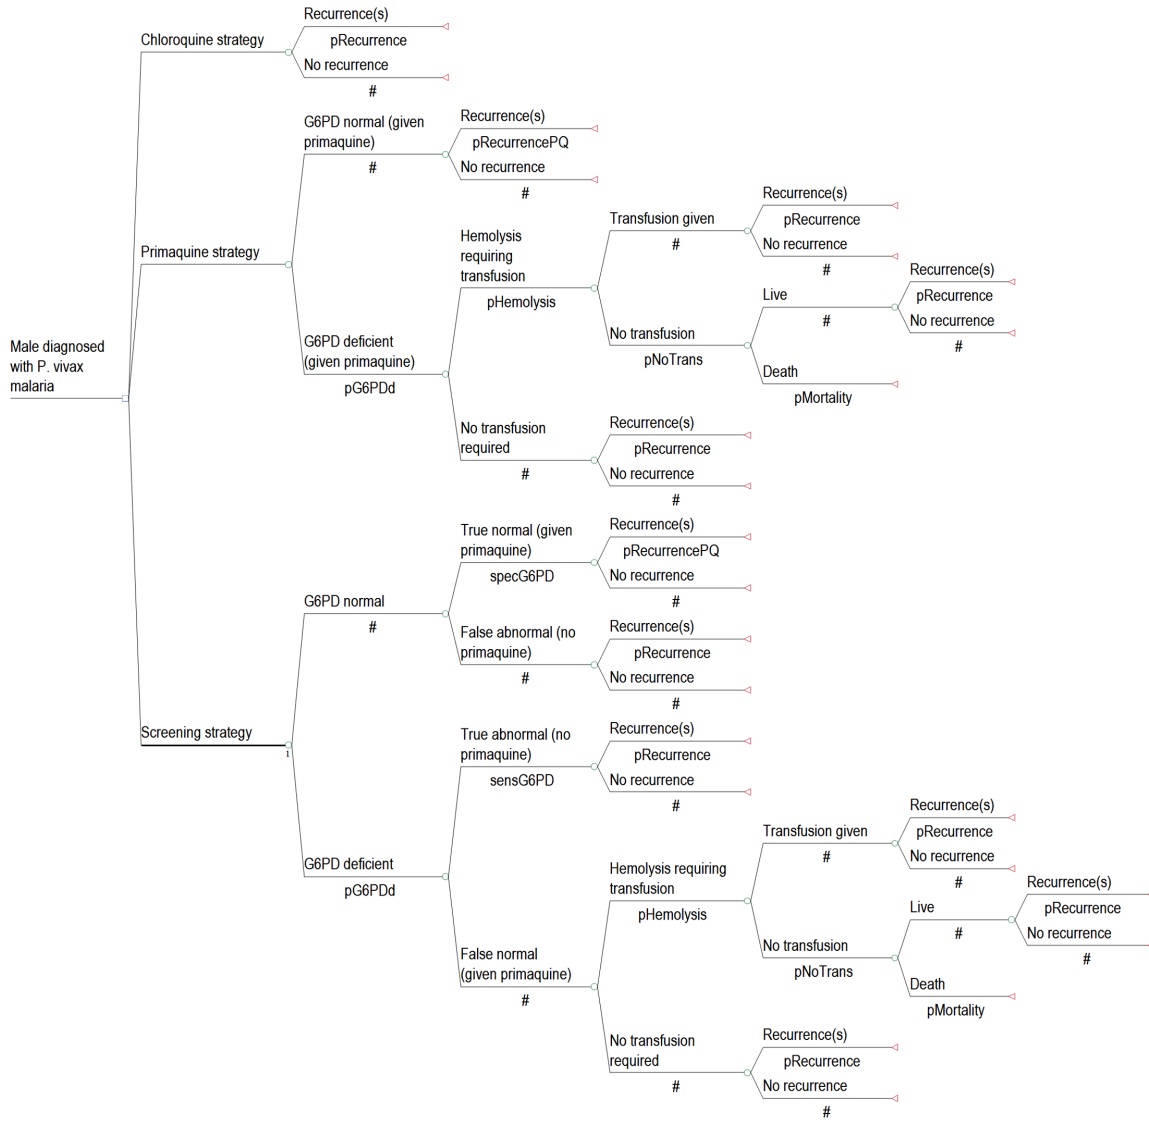 Recurrence(s)
Chloroquine strategy
pRecurrence
No recurrence
#
G6PD normal (given
primaquine)
#
Recurrence(s)
pRecurrencePQ
No recurrence
#
Primaquine strategy
Hemolysis
requiring
transfusion
pHemolysis
Transfusion given
#
Recurrence(s)
pRecurrence
No recurrence
#
Live
#
Recurrence(s)
pRecurrence
No recurrence
#
No transfusion
pNoTrans
Death
pMortality
G6PD deficient
(given primaquine)
pG6PDd
No transfusion
required
#
Recurrence(s)
pRecurrence
No recurrence
#
Male diagnosed
with P. vivax
malaria
True normal (given
primaquine)
specG6PD
Recurrence(s)
pRecurrencePQ
No recurrence
#
G6PD normal
#
False abnormal (no
primaquine)
#
Recurrence(s)
pRecurrence
No recurrence
#
Screening strategy
1
True abnormal (no
primaquine)
sensG6PD
Recurrence(s)
pRecurrence
No recurrence
#
G6PD deficient
pG6PDd
Hemolysis requiring
transfusion
pHemolysis
Transfusion given
#
Recurrence(s)
pRecurrence
No recurrence
#
Live
#
Recurrence(s)
pRecurrence
No recurrence
#
No transfusion
pNoTrans
Death
pMortality
False normal
(given primaquine)
#
No transfusion
required
#
Recurrence(s)
pRecurrence
No recurrence
#